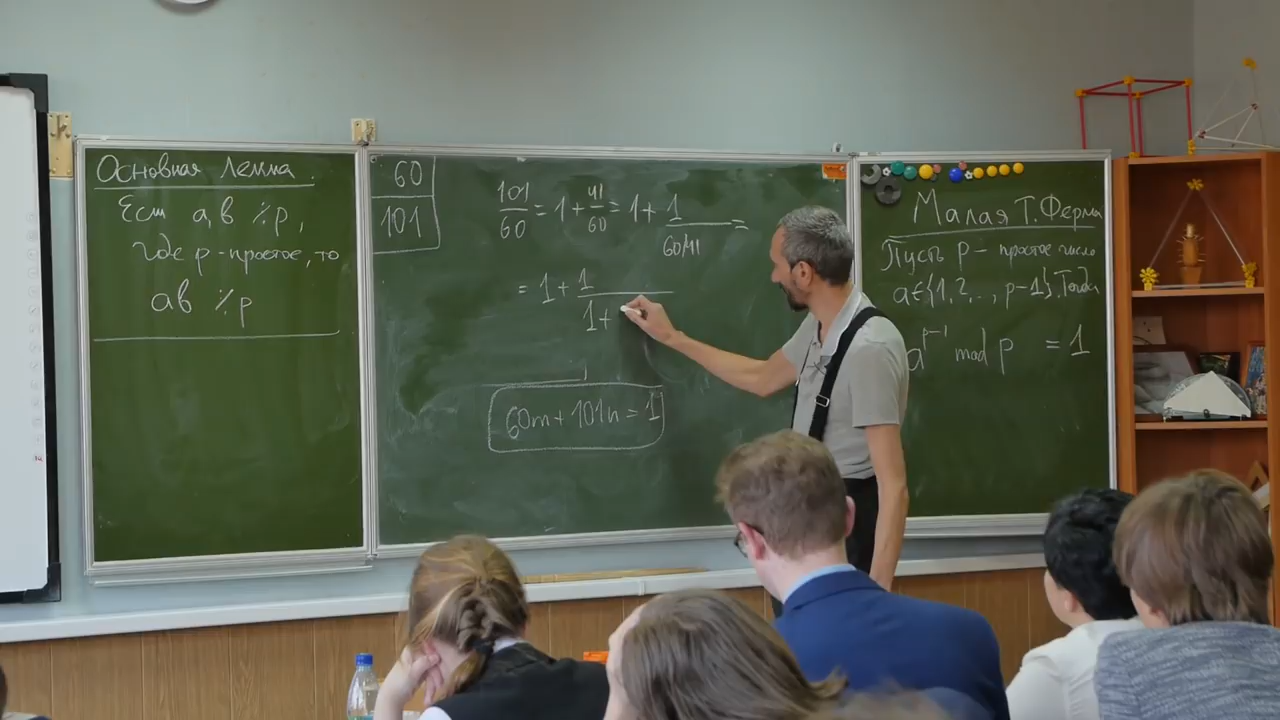 Основная Лемма.
Если a, b ⁒ p,
где p - простое, то
ab ⁒ p
60
101
101/60 = 1 + 41/60 = 1 + 1/(60/41) =
= 1 + 1/(1+
60m + 101n = 1
Малая Т. Ферма
Пусть p – простое число
a ∈ {1, 2, .., p-1}. Тогда
a^(p-1) mod p = 1